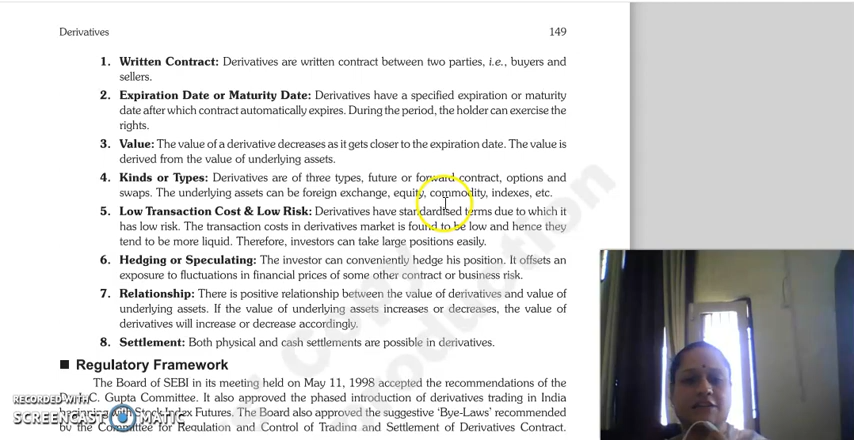 Derivatives 149
1. Written Contract: Derivatives are written contract between two parties, i.e., buyers and
sellers.
2. Expiration Date or Maturity Date: Derivatives have a specified expiration or maturity
date after which contract automatically expires. During the period, the holder can exercise the
rights.
3. Value: The value of a derivative decreases as it gets closer to the expiration date. The value is
derived from the value of underlying assets.
4. Kinds or Types: Derivatives are of three types, future or forward contract, options and
swaps. The underlying assets can be foreign exchange, equity, commodity, indexes, etc.
5. Low Transaction Cost & Low Risk: Derivatives have standardised terms due to which it
has low risk. The transaction costs in derivatives market is found to be low and hence they
tend to be more liquid. Therefore, investors can take large positions easily.
6. Hedging or Speculating: The investor can conveniently hedge his position. It offsets an
exposure to fluctuations in financial prices of some other contract or business risk.
7. Relationship: There is positive relationship between the value of derivatives and value of
underlying assets. If the value of underlying assets increases or decreases, the value of
derivatives will increase or decrease accordingly.
8. Settlement: Both physical and cash settlements are possible in derivatives.
■ Regulatory Framework
The Board of SEBI in its meeting held on May 11, 1998 accepted the recommendations of the
C. Gupta Committee. It also approved the phased introduction of derivatives trading in India
RECORDED WITH
beginning with Stock Index Futures. The Board also approved the suggestive 'Bye-Laws' recommended
SCREENCAST MATIC
by the Committee for Regulation and Control of Trading and Settlement of Derivatives Contract.